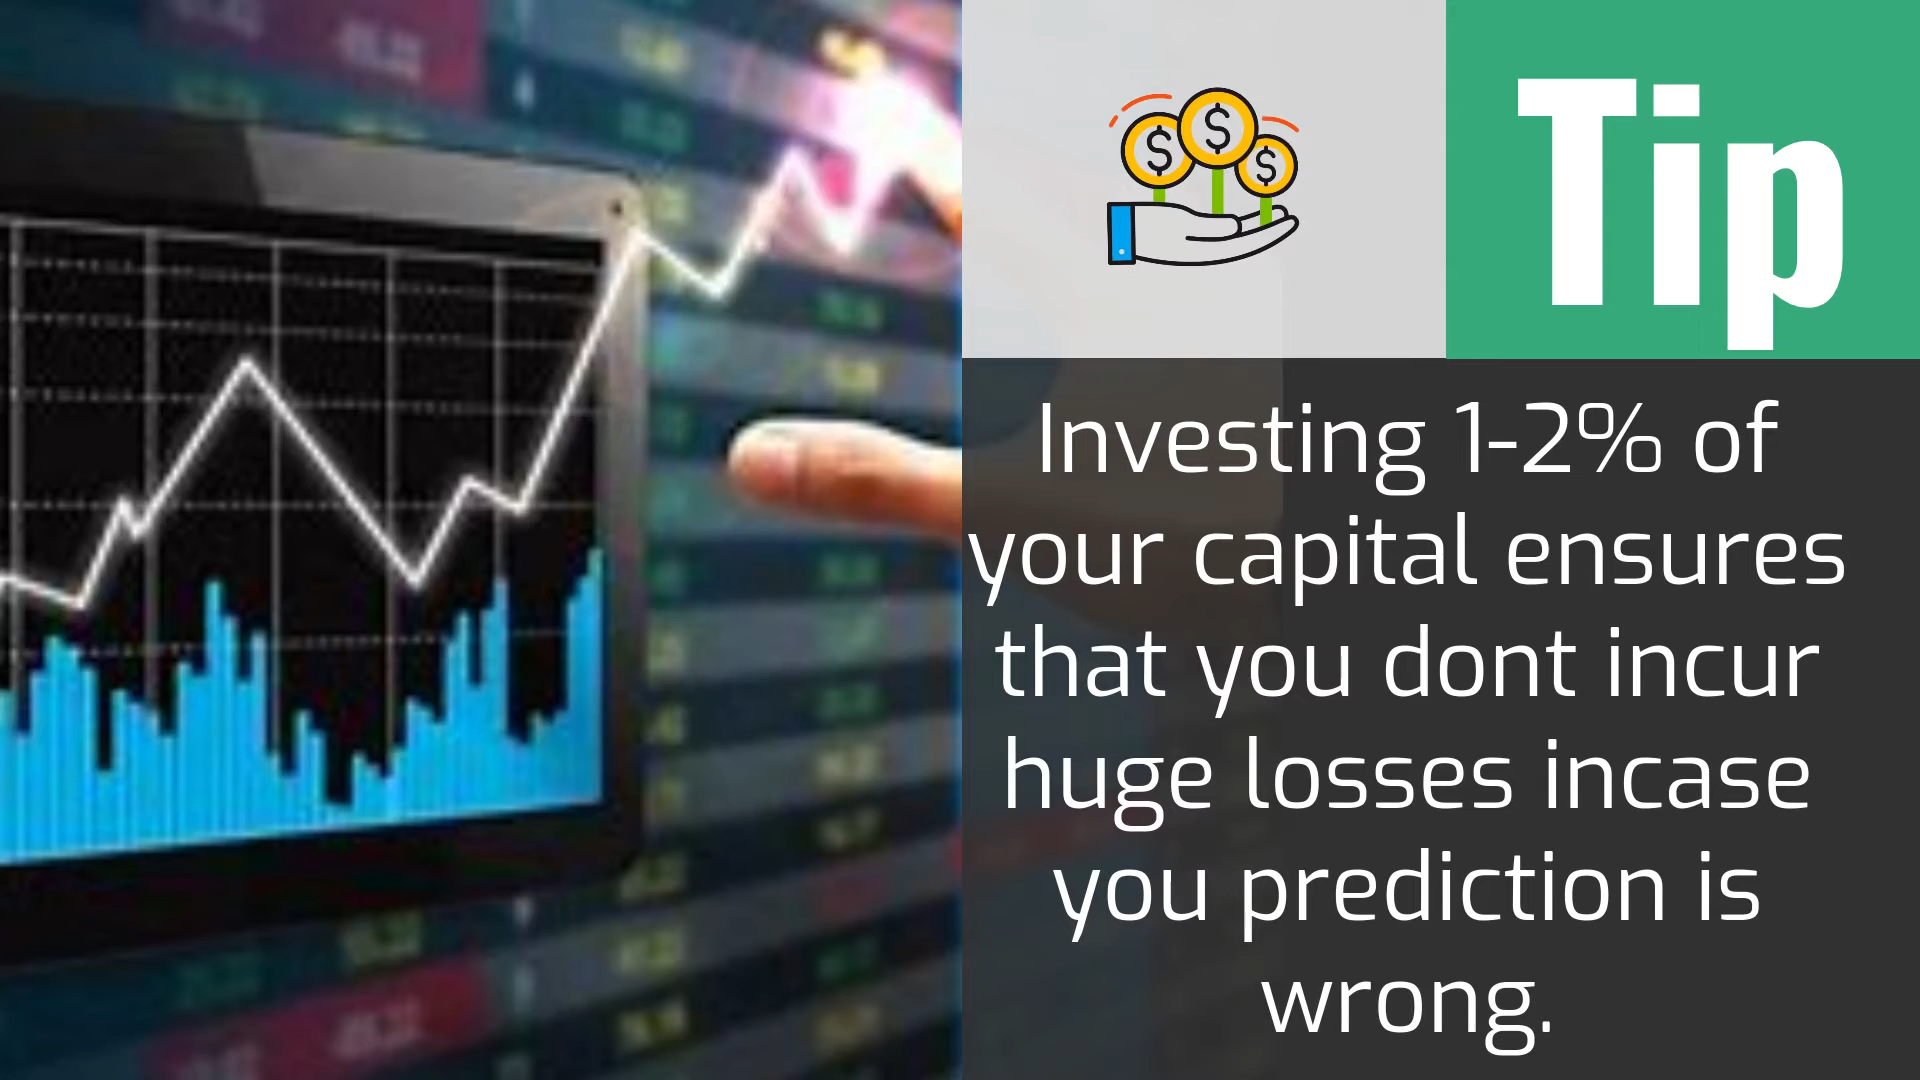 Tip
Investing 1-2% of
your capital ensures
that you dont incur
huge losses incase
you prediction is
wrong.